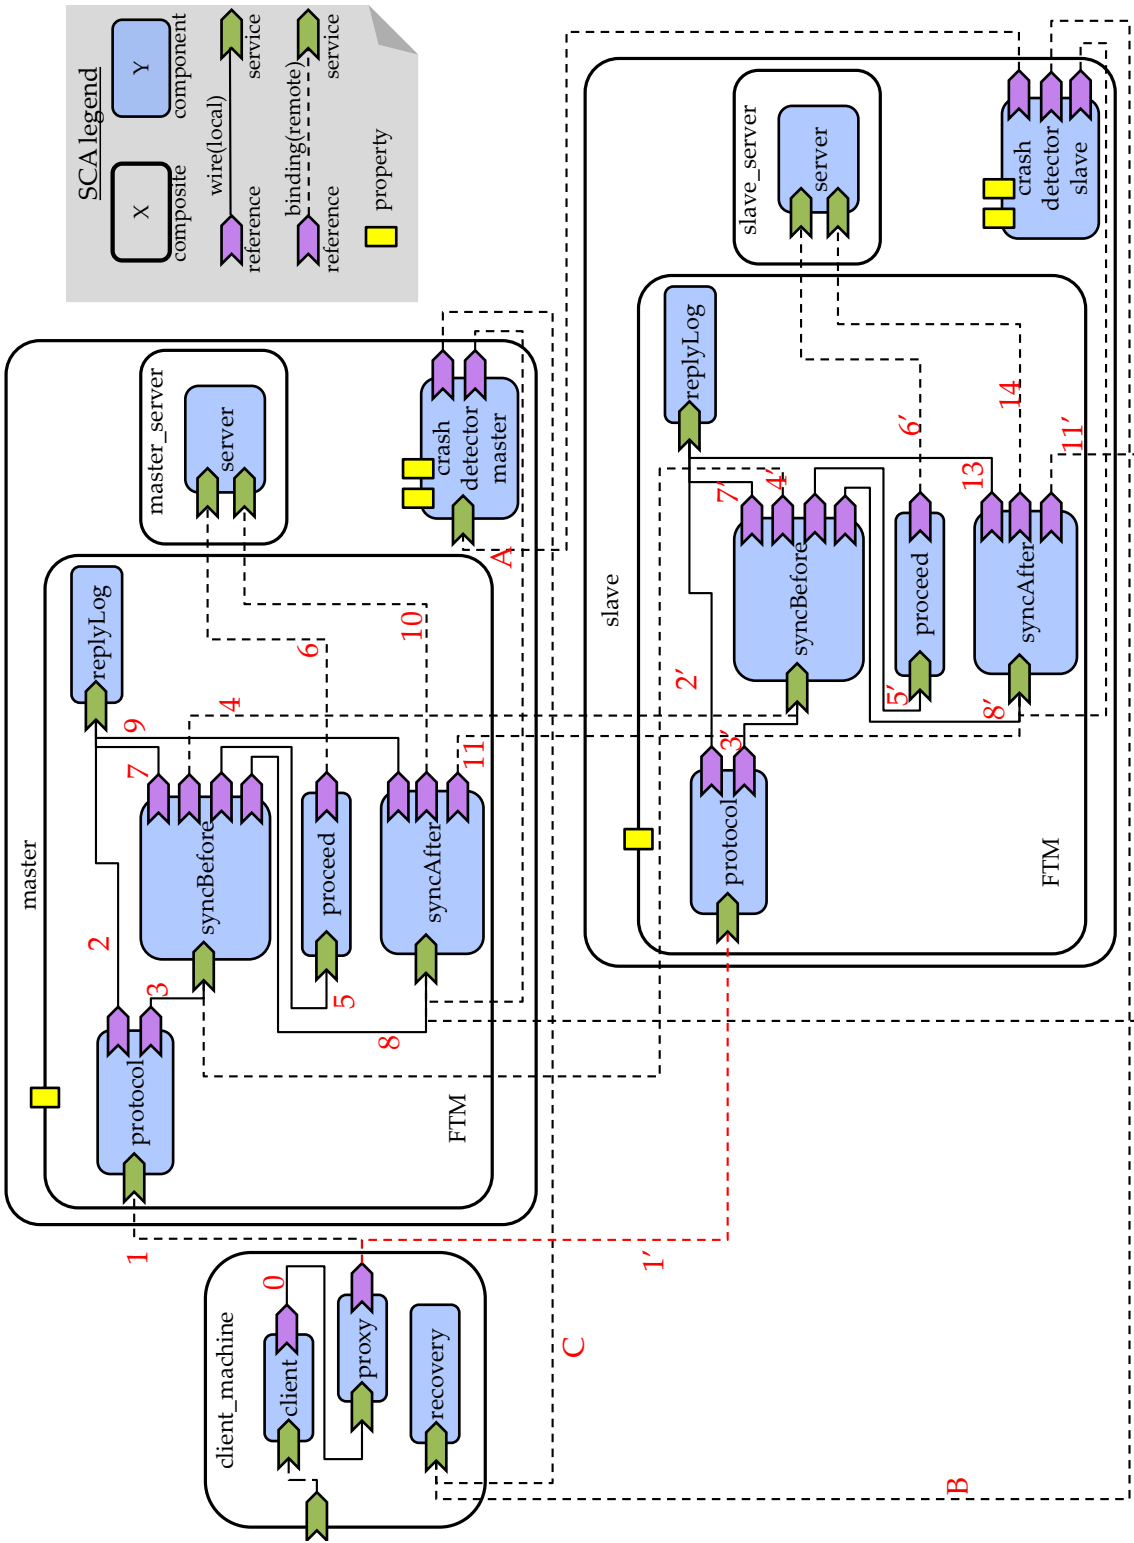 SCA legend
X
composite
Y
component
wire(local)
reference
service
binding(remote)
reference
service
property
client_machine
client
0
proxy
recovery
1
1′
C
B
master
FTM
protocol
2
3
replyLog
9
7
syncBefore
4
5
proceed
6
8
syncAfter
10
11
master_server
server
crash
detector
master
A
slave
FTM
protocol
2′
3′
replyLog
7′
4′
syncBefore
5′
proceed
6′
8′
syncAfter
13
14
11′
slave_server
server
crash
detector
slave